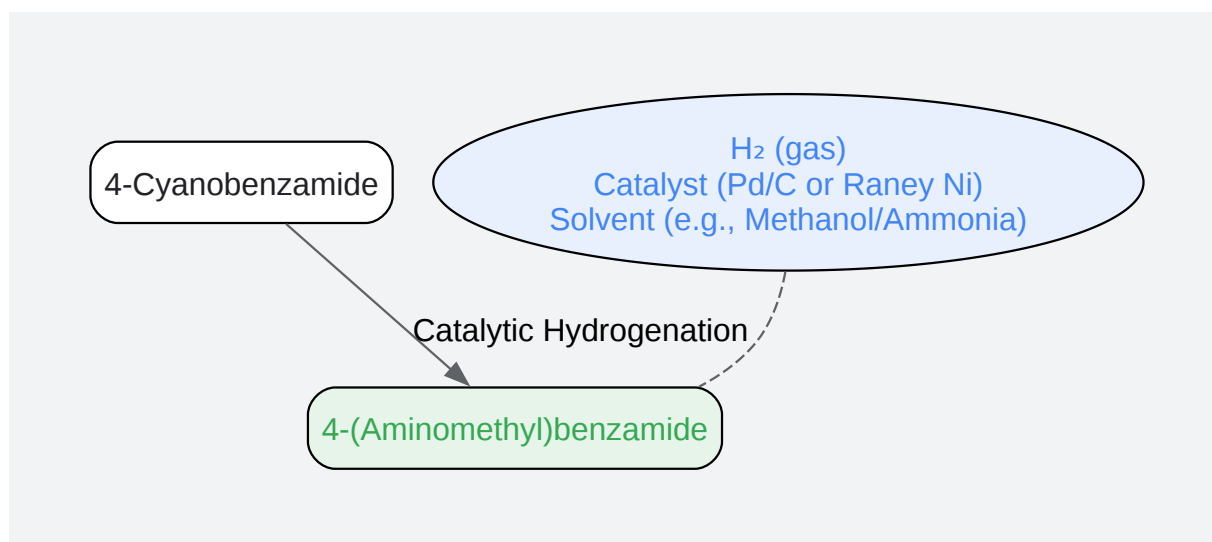 H₂ (gas)
4-Cyanobenzamide
Catalyst (Pd/C or Raney Ni)
Solvent (e.g., Methanol/Ammonia)
Catalytic Hydrogenation
4-(Aminomethyl)benzamide